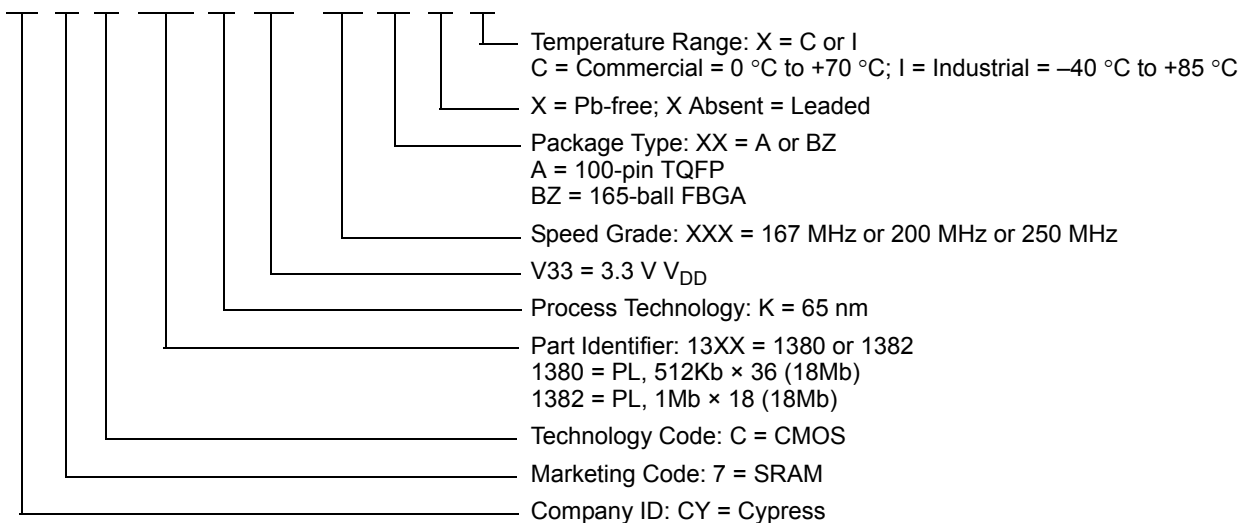 Temperature Range: X = C or I
C = Commercial = 0 °C to +70 °C; I = Industrial = –40 °C to +85 °C
X = Pb-free; X Absent = Leaded
Package Type: XX = A or BZ
A = 100-pin TQFP
BZ = 165-ball FBGA
Speed Grade: XXX = 167 MHz or 200 MHz or 250 MHz
V33 = 3.3 V VDD
Process Technology: K = 65 nm
Part Identifier: 13XX = 1380 or 1382
1380 = PL, 512Kb × 36 (18Mb)
1382 = PL, 1Mb × 18 (18Mb)
Technology Code: C = CMOS
Marketing Code: 7 = SRAM
Company ID: CY = Cypress